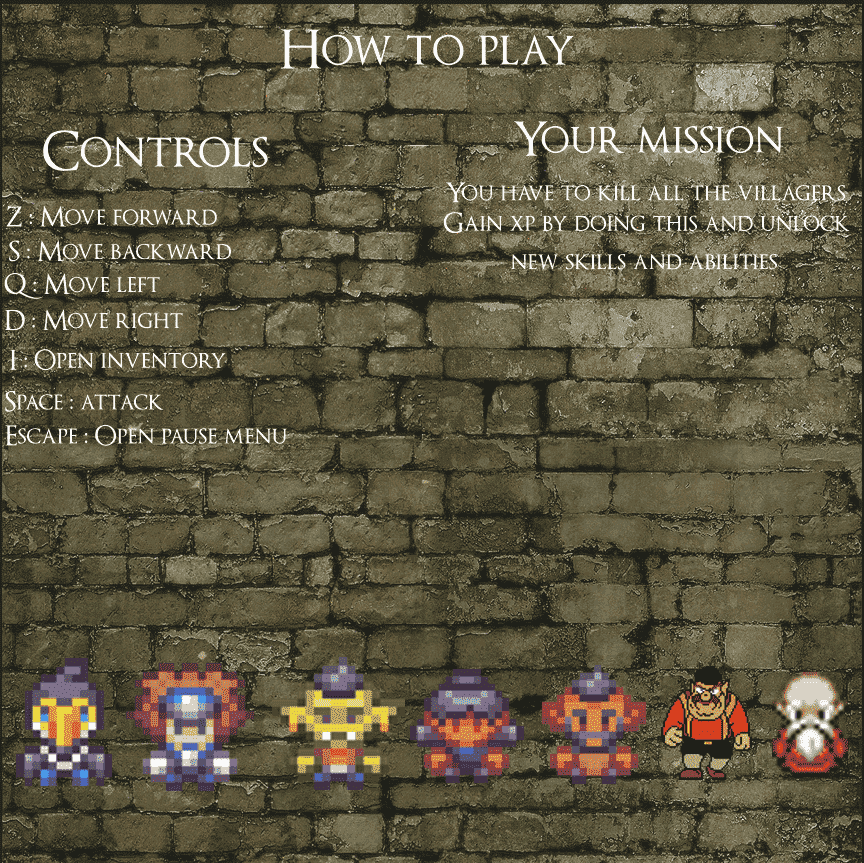 How to play
Controls
Z : Move forward
S : Move backward
Q : Move left
D : Move right
I : Open inventory
Space : attack
Escape : Open pause menu
Your mission
You have to kill all the villagers
Gain xp by doing this and unlock
new skills and abilities